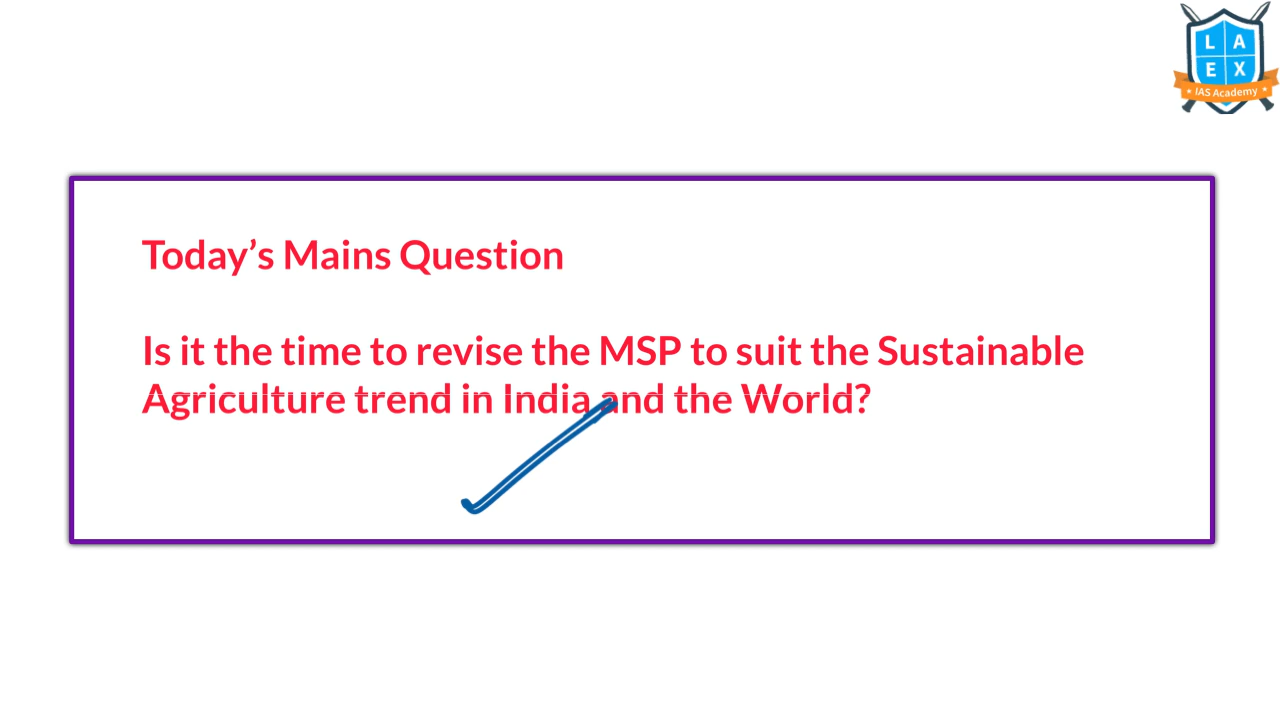 L A
E X
IAS Academy
Today's Mains Question
Is it the time to revise the MSP to suit the Sustainable
Agriculture trend in India and the World?